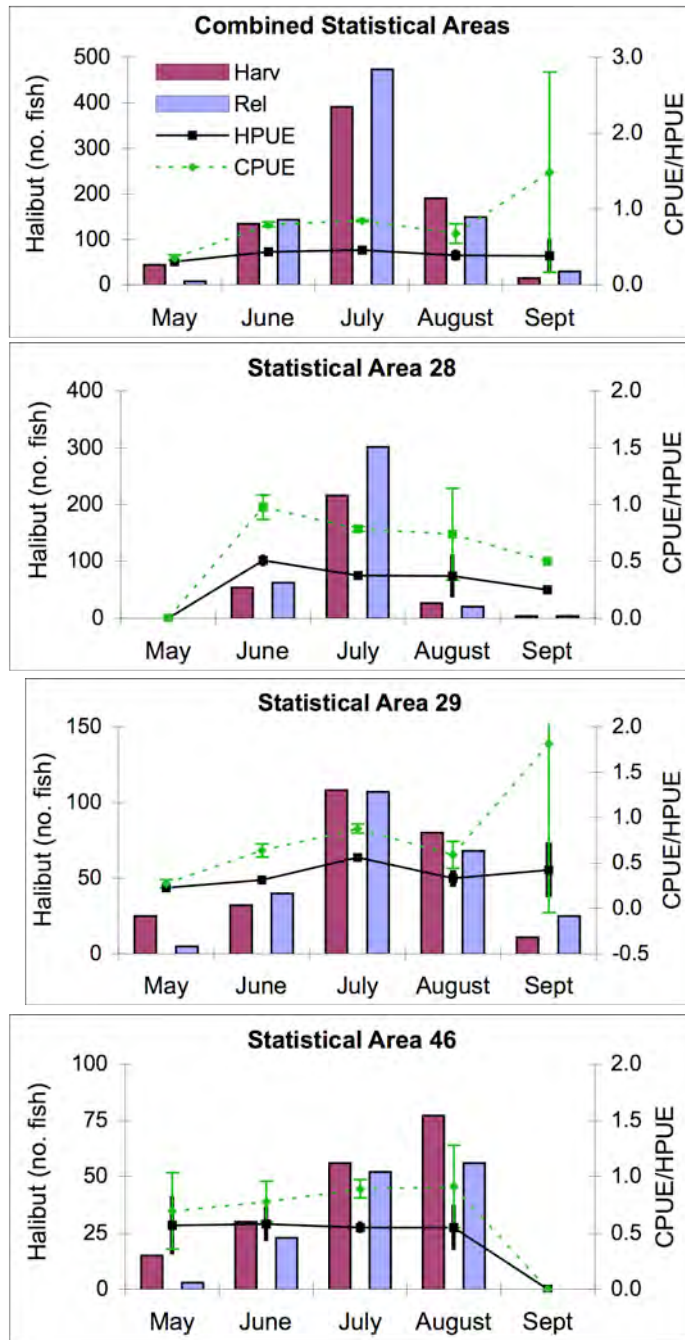 Combined Statistical Areas
Halibut (no. fish)
500
400
300
200
100
0
Harv
Rel
HPUE
CPUE
3.0
2.0
1.0
0.0
CPUE/HPUE
May June July August Sept
Statistical Area 28
Halibut (no. fish)
400
300
200
100
0
2.0
1.5
1.0
0.5
0.0
CPUE/HPUE
May June July August Sept
Statistical Area 29
Halibut (no. fish)
150
100
50
0
2.0
1.5
1.0
0.5
0.0
-0.5
CPUE/HPUE
May June July August Sept
Statistical Area 46
Halibut (no. fish)
100
75
50
25
0
2.0
1.5
1.0
0.5
0.0
CPUE/HPUE
May June July August Sept